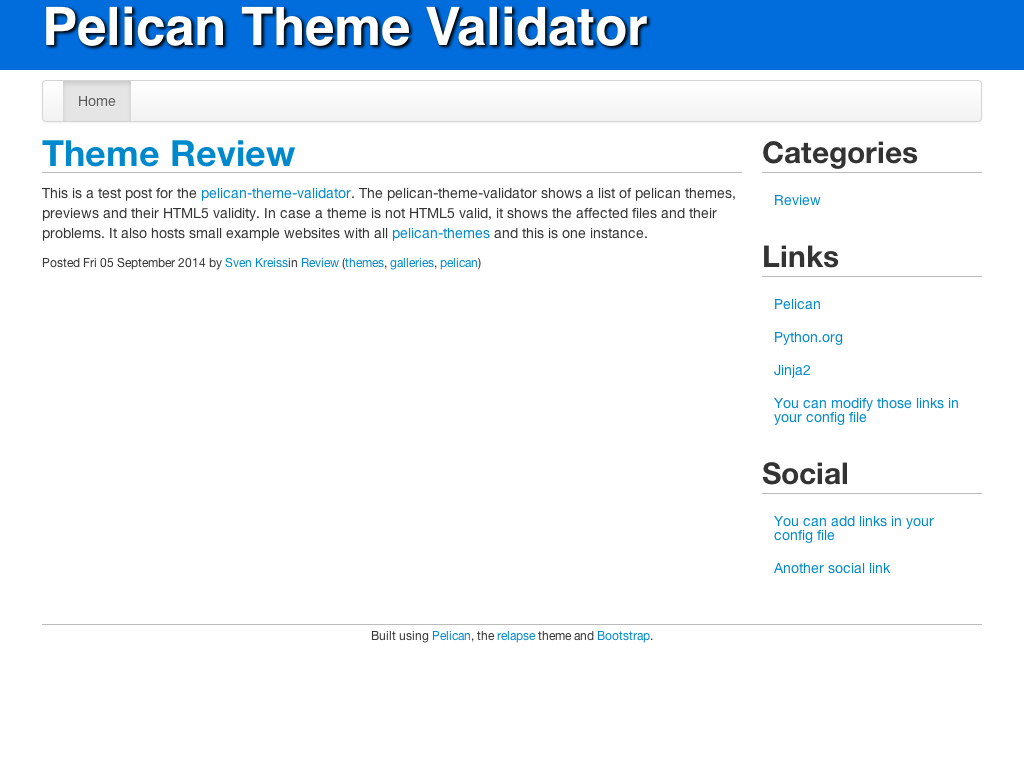 Pelican Theme Validator
Home
Theme Review
This is a test post for the pelican-theme-validator. The pelican-theme-validator shows a list of pelican themes,
previews and their HTML5 validity. In case a theme is not HTML5 valid, it shows the affected files and their
problems. It also hosts small example websites with all pelican-themes and this is one instance.
Posted Fri 05 September 2014 by Sven Kreissin Review (themes, galleries, pelican)
Categories
Review
Links
Pelican
Python.org
Jinja2
You can modify those links in
your config file
Social
You can add links in your
config file
Another social link
Built using Pelican, the relapse theme and Bootstrap.